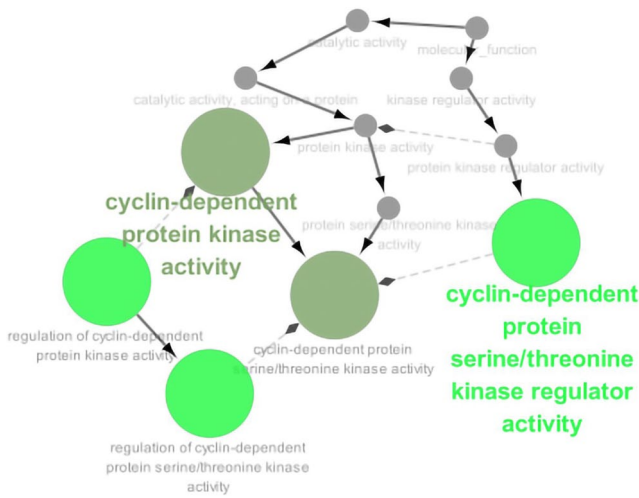 catalytic activity
molecular_function
catalytic activity, acting on a protein
kinase regulator activity
protein kinase activity
protein kinase regulator activity
cyclin-dependent
protein kinase
activity
protein serine/threonine kinase
activity
cyclin-dependent
protein
serine/threonine
kinase regulator
activity
regulation of cyclin-dependent
protein kinase activity
cyclin-dependent protein
serine/threonine kinase activity
regulation of cyclin-dependent
protein serine/threonine kinase
activity